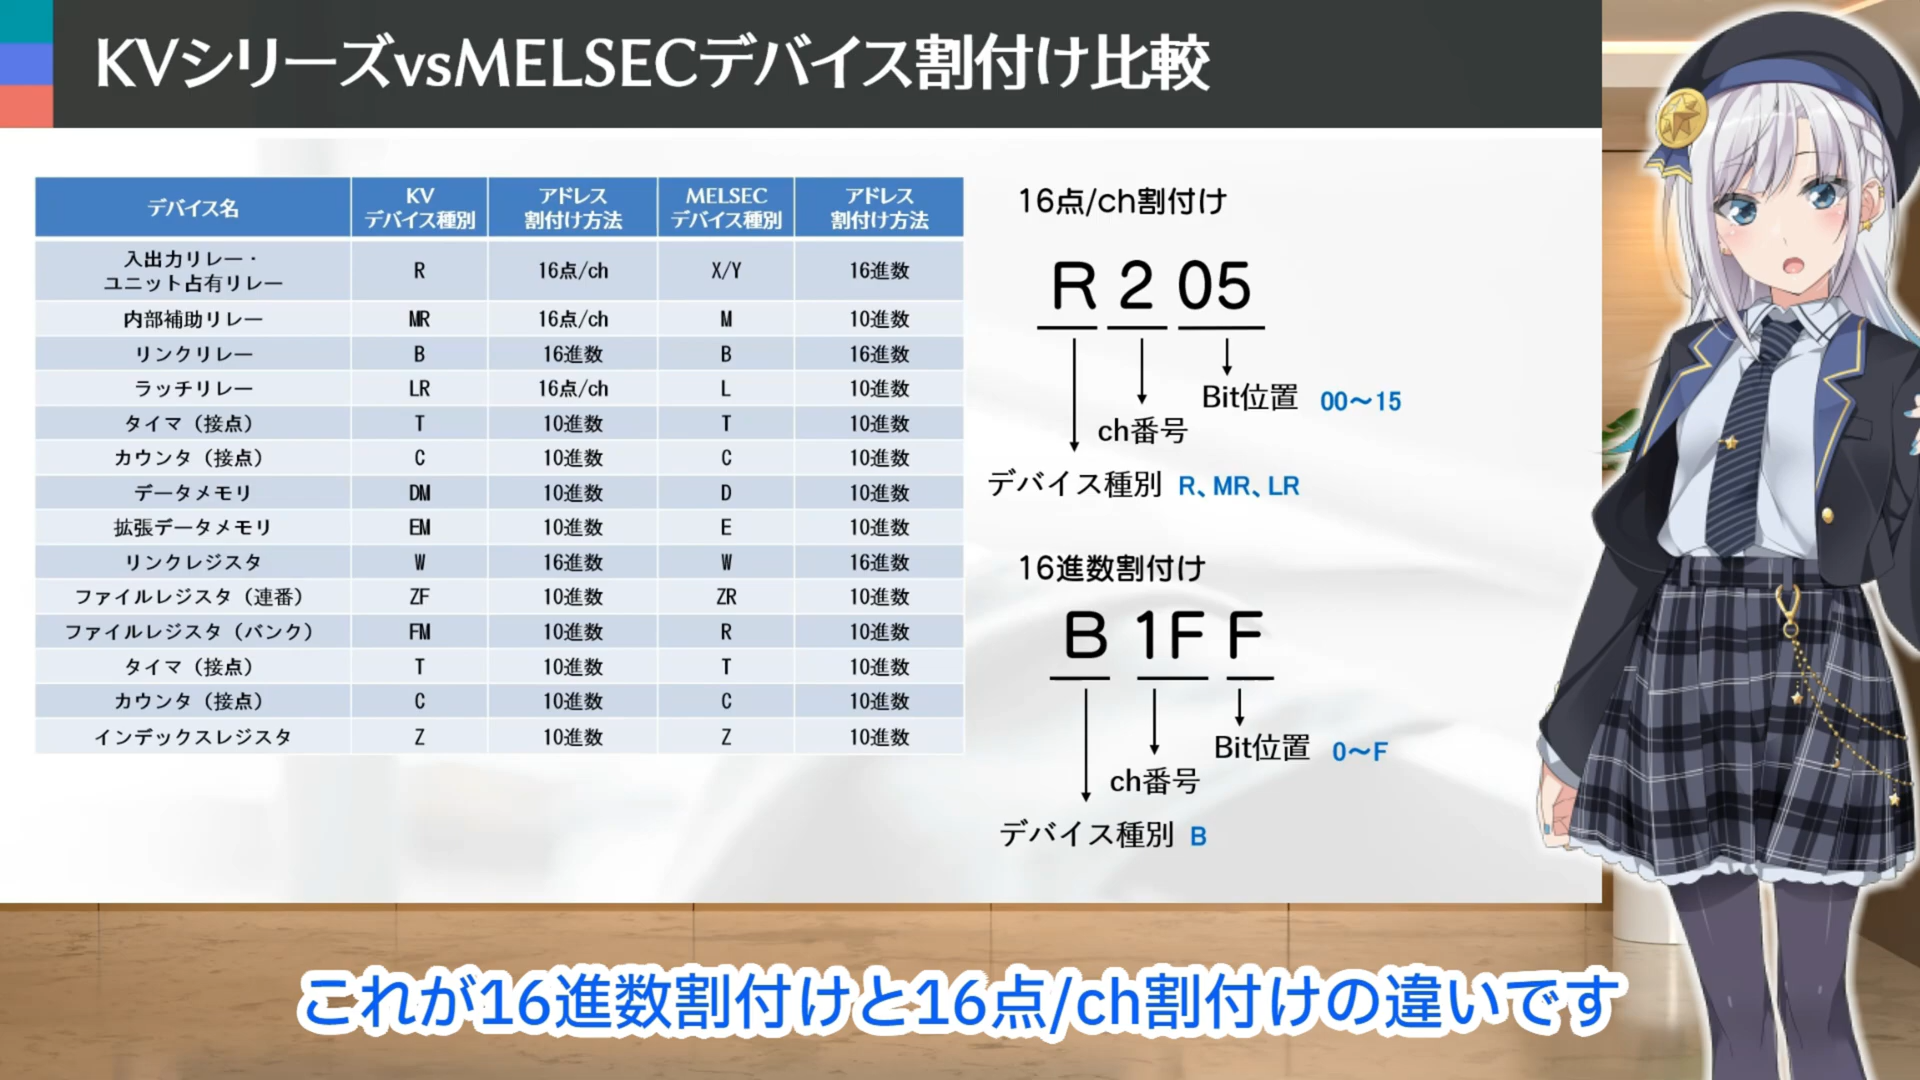 KVシリーズvsMELSECデバイス割付け比較
デバイス名 KVデバイス種別 アドレス割付け方法 MELSECデバイス種別 アドレス割付け方法
入出力リレー・ユニット占有リレー R 16点/ch X/Y 16進数
内部補助リレー MR 16点/ch M 10進数
リンクリレー B 16進数 B 16進数
ラッチリレー LR 16点/ch L 10進数
タイマ（接点） T 10進数 T 10進数
カウンタ（接点） C 10進数 C 10進数
データメモリ DM 10進数 D 10進数
拡張データメモリ EM 10進数 E 10進数
リンクレジスタ W 16進数 W 16進数
ファイルレジスタ（連番） ZF 10進数 ZR 10進数
ファイルレジスタ（バンク） FM 10進数 R 10進数
タイマ（接点） T 10進数 T 10進数
カウンタ（接点） C 10進数 C 10進数
インデックスレジスタ Z 10進数 Z 10進数
16点/ch割付け
R 2 05
Bit位置 00～15
ch番号
デバイス種別 R、MR、LR
16進数割付け
B 1F F
Bit位置 0～F
ch番号
デバイス種別 B
これが16進数割付けと16点/ch割付けの違いです